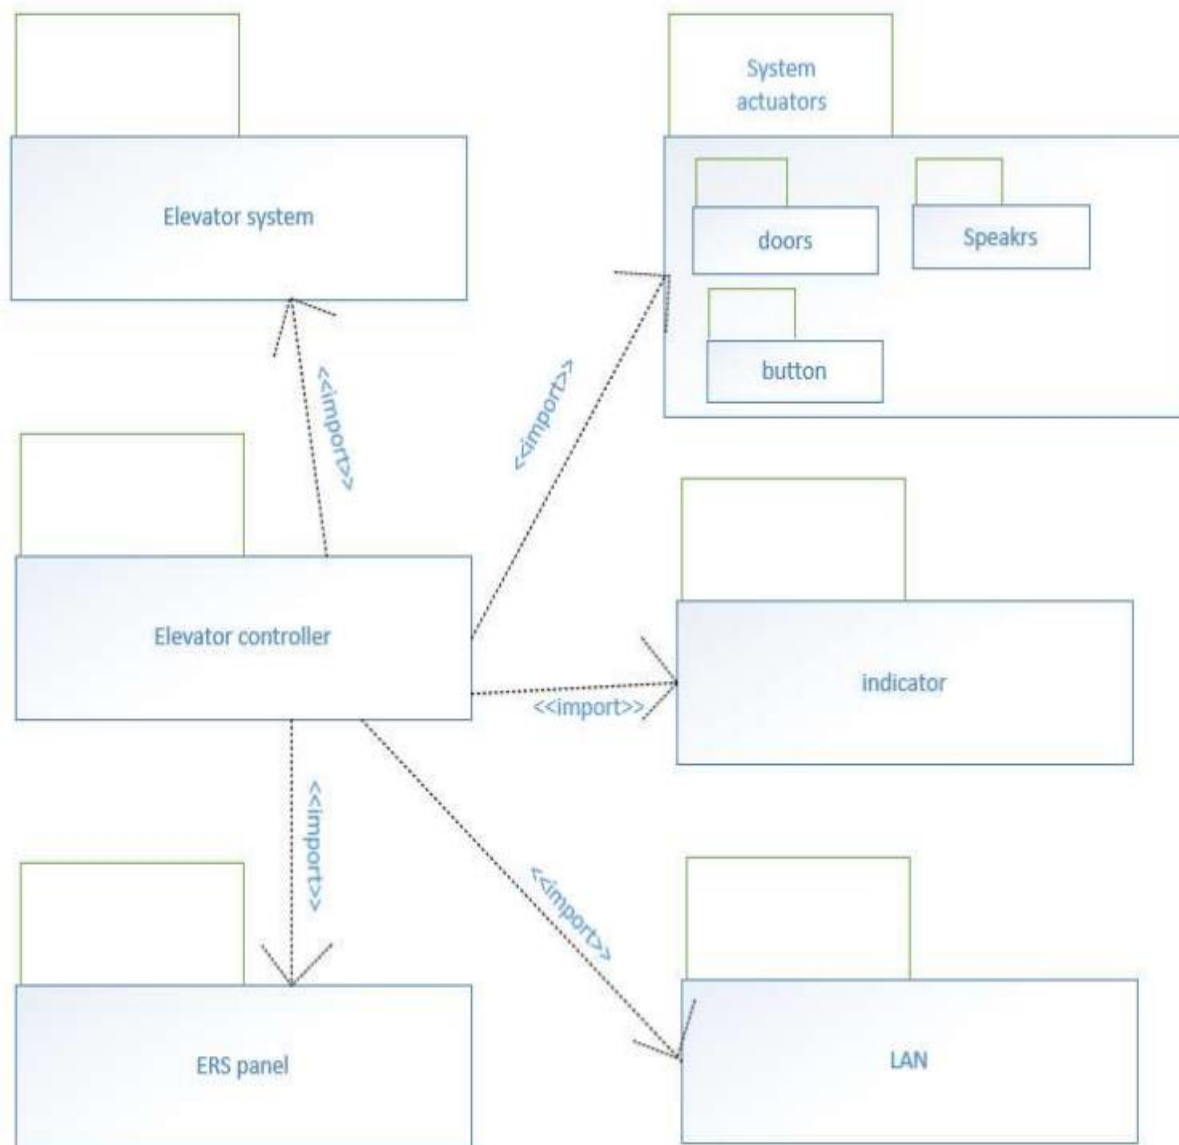 System
actuators
Elevator system
doors
Speakrs
button
<<import>>
<<import>>
Elevator controller
indicator
<<import>>
<<import>>
<<import>>
ERS panel
LAN